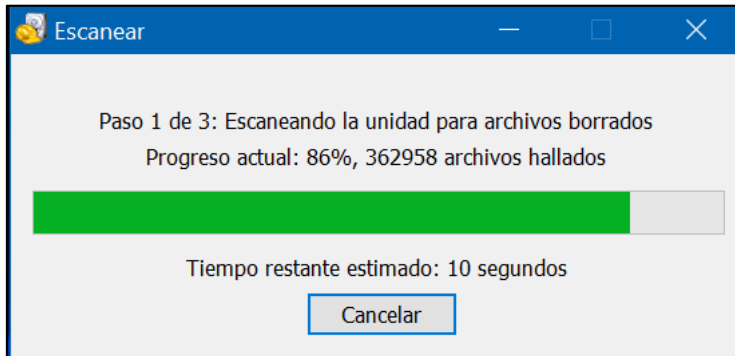 Escanear
Paso 1 de 3: Escaneando la unidad para archivos borrados
Progreso actual: 86%, 362958 archivos hallados
Tiempo restante estimado: 10 segundos
Cancelar